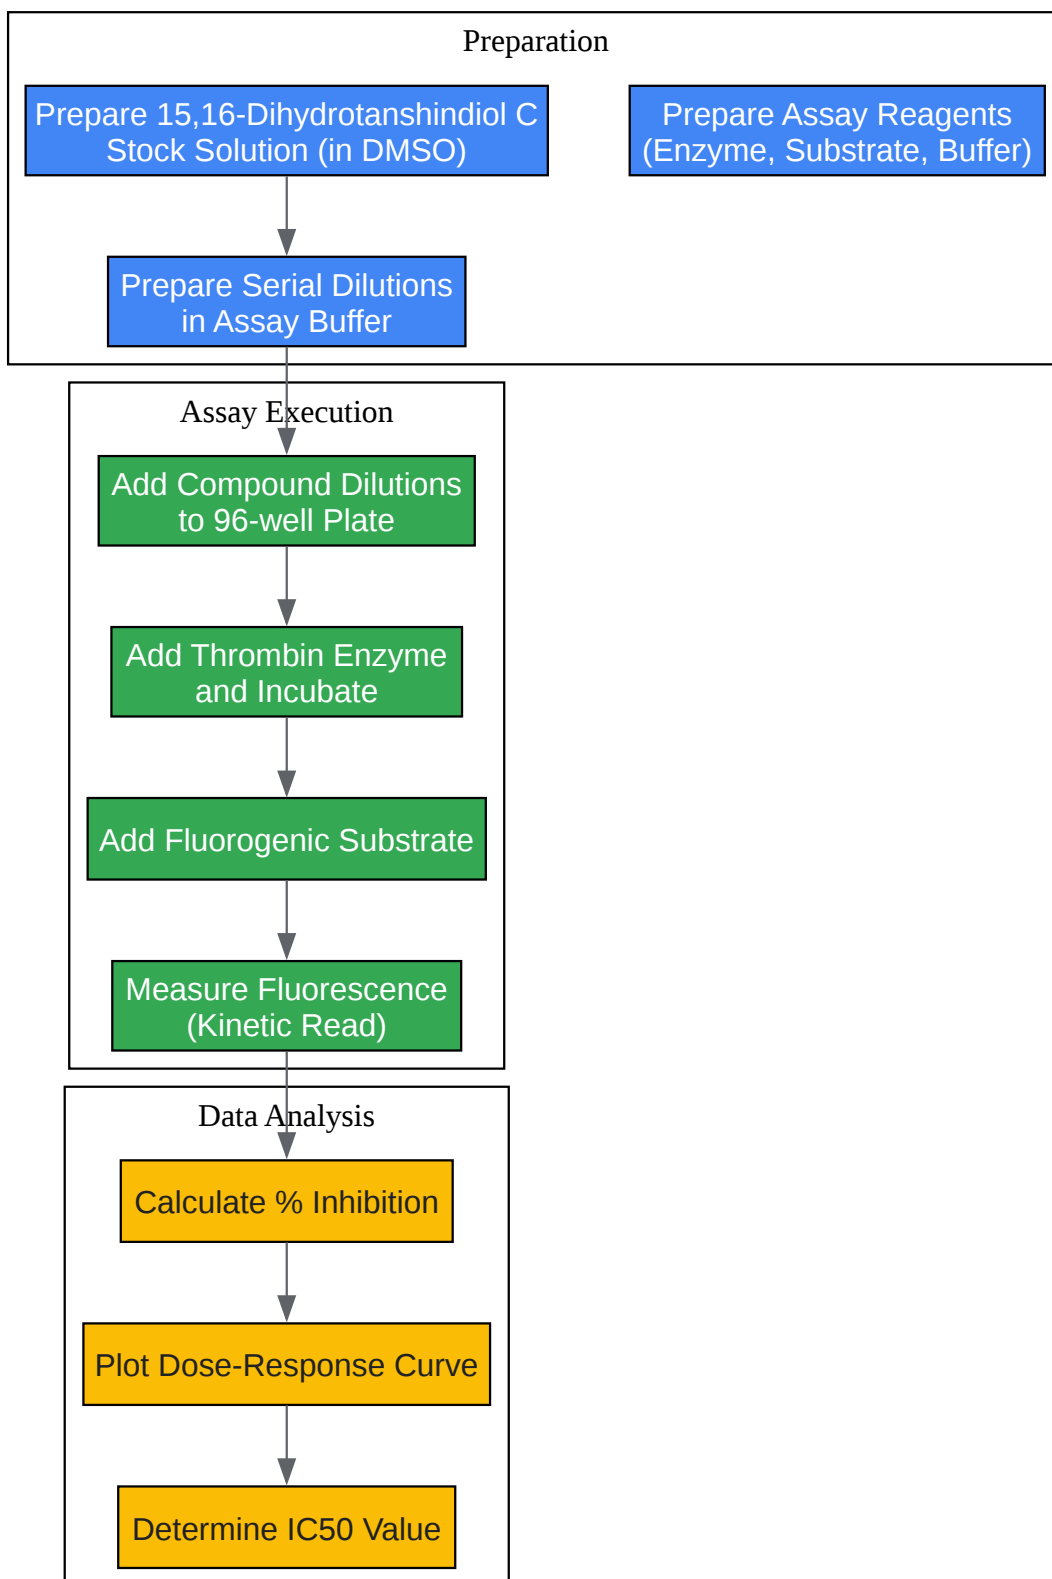 Preparation
Prepare 15,16-Dihydrotanshindiol C
Stock Solution (in DMSO)
Prepare Assay Reagents
(Enzyme, Substrate, Buffer)
Prepare Serial Dilutions
in Assay Buffer
Assay Execution
Add Compound Dilutions
to 96-well Plate
Add Thrombin Enzyme
and Incubate
Add Fluorogenic Substrate
Measure Fluorescence
(Kinetic Read)
Data Analysis
Calculate % Inhibition
Plot Dose-Response Curve
Determine IC50 Value